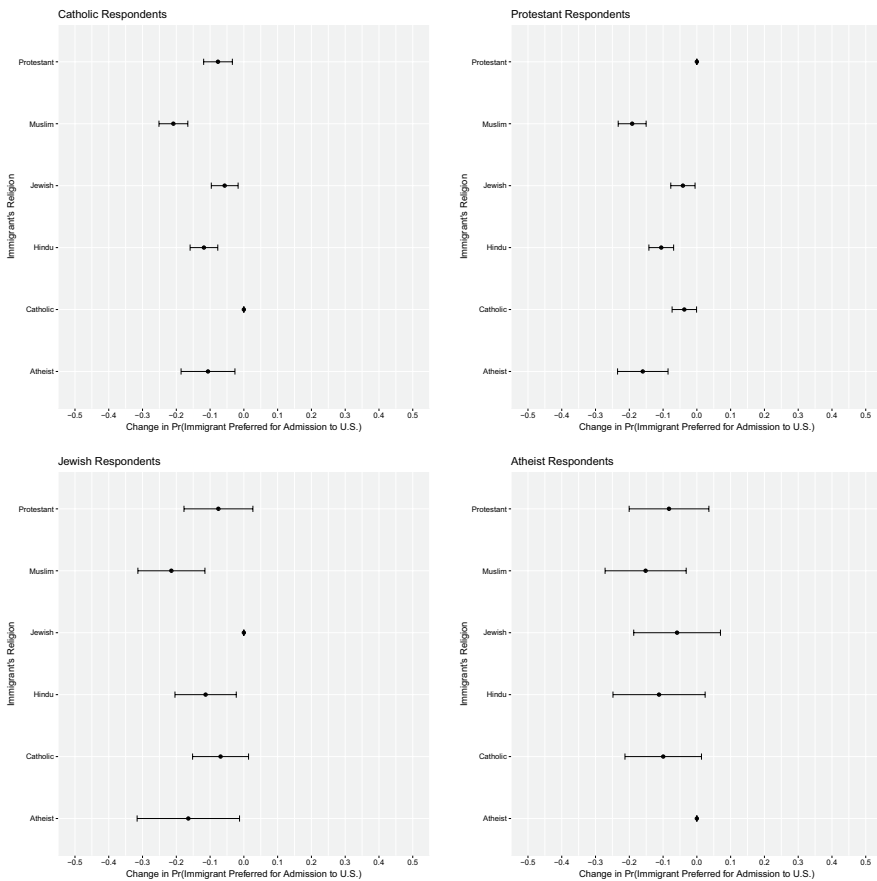 Catholic Respondents
Immigrant's Religion
Protestant
Muslim
Jewish
Hindu
Catholic
Atheist
−0.5 −0.4 −0.3 −0.2 −0.1 0.0 0.1 0.2 0.3 0.4 0.5
Change in Pr(Immigrant Preferred for Admission to U.S.)
Protestant Respondents
Immigrant's Religion
Protestant
Muslim
Jewish
Hindu
Catholic
Atheist
−0.5 −0.4 −0.3 −0.2 −0.1 0.0 0.1 0.2 0.3 0.4 0.5
Change in Pr(Immigrant Preferred for Admission to U.S.)
Jewish Respondents
Immigrant's Religion
Protestant
Muslim
Jewish
Hindu
Catholic
Atheist
−0.5 −0.4 −0.3 −0.2 −0.1 0.0 0.1 0.2 0.3 0.4 0.5
Change in Pr(Immigrant Preferred for Admission to U.S.)
Atheist Respondents
Immigrant's Religion
Protestant
Muslim
Jewish
Hindu
Catholic
Atheist
−0.5 −0.4 −0.3 −0.2 −0.1 0.0 0.1 0.2 0.3 0.4 0.5
Change in Pr(Immigrant Preferred for Admission to U.S.)